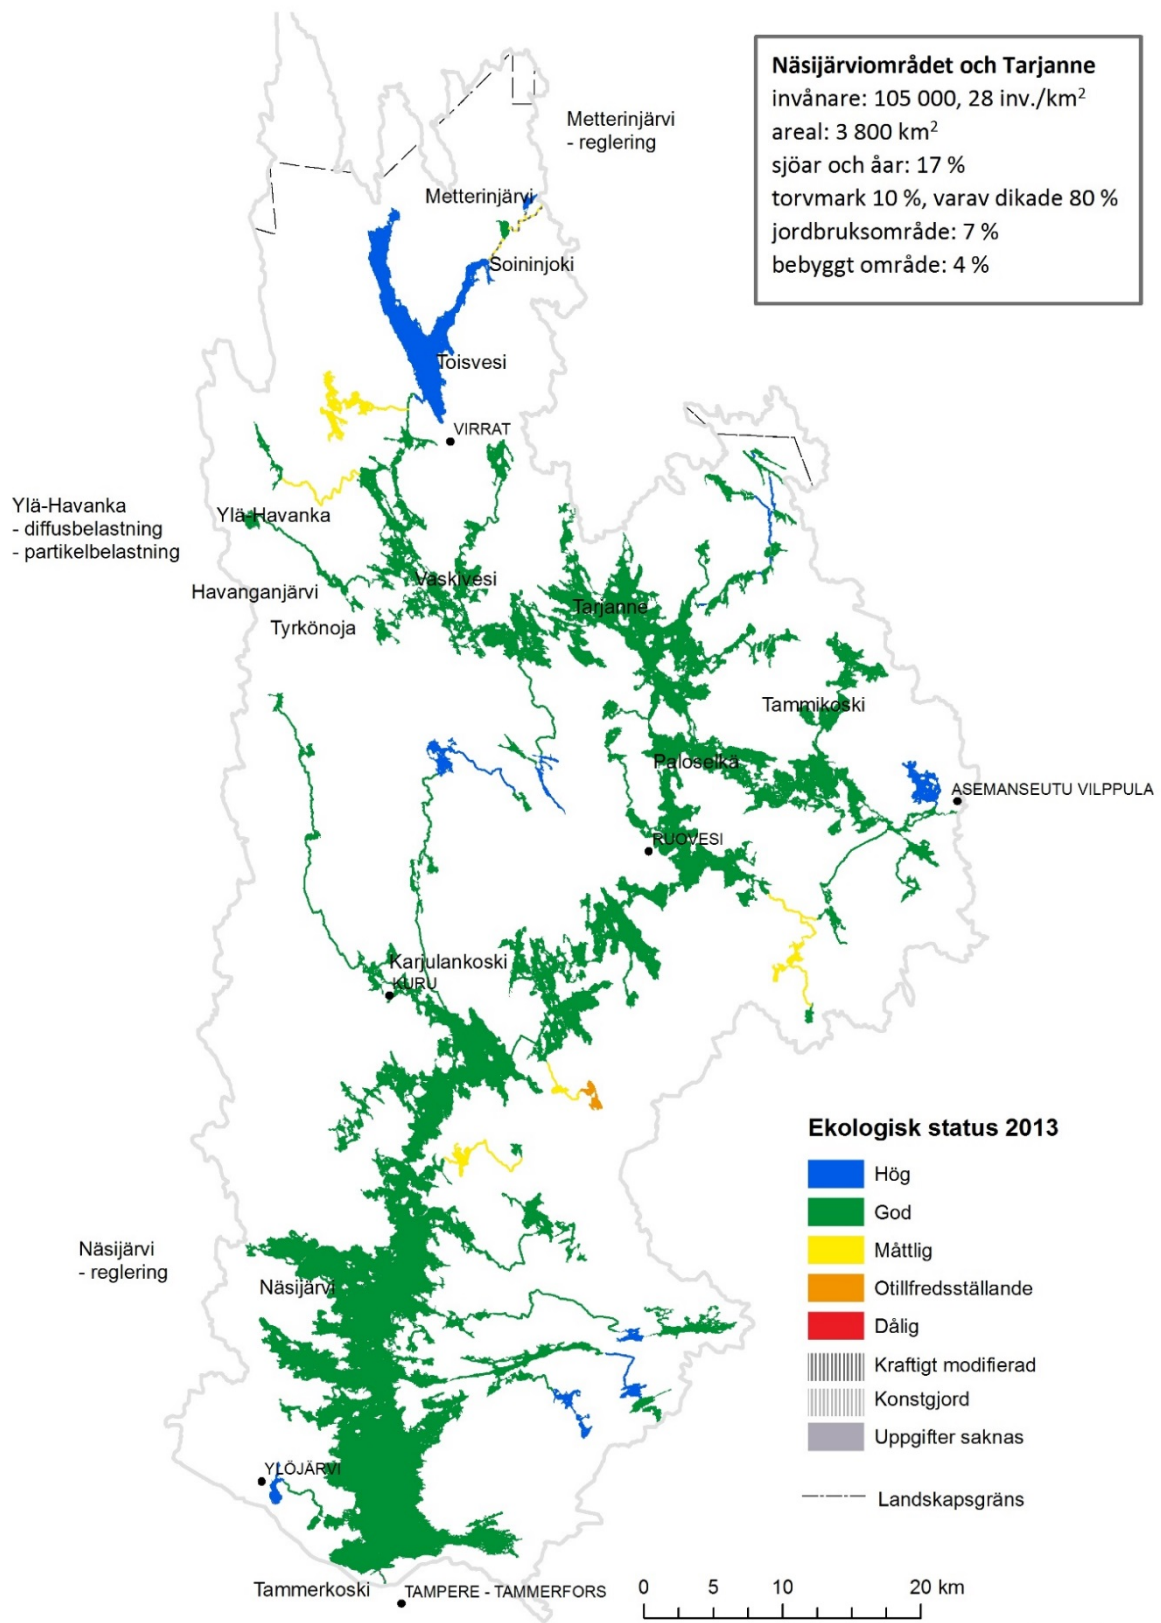 Näsijärviområdet och Tarjanne
invånare: 105 000, 28 inv./km²
areal: 3 800 km²
sjöar och åar: 17 %
torvmark 10 %, varav dikade 80 %
jordbruksområde: 7 %
bebyggt område: 4 %
Metterinjärvi
- reglering
Metterinjärvi
Soininjoki
Toisvesi
VIRRAT
Ylä-Havanka
- diffusbelastning
- partikelbelastning
Ylä-Havanka
Vaskivesi
Havanganjärvi
Tarjanne
Tyrkönoja
Tammikoski
Paloselkä
ASEMANSEUTU VILPPULA
RUOVESI
Karjulankoski
KURU
Ekologisk status 2013
Hög
God
Måttlig
Otillfredsställande
Dålig
Kraftigt modifierad
Konstgjord
Uppgifter saknas
Landskapsgräns
Näsijärvi
- reglering
Näsijärvi
YLÖJÄRVI
Tammerkoski
TAMPERE - TAMMERFORS
0 5 10 20 km